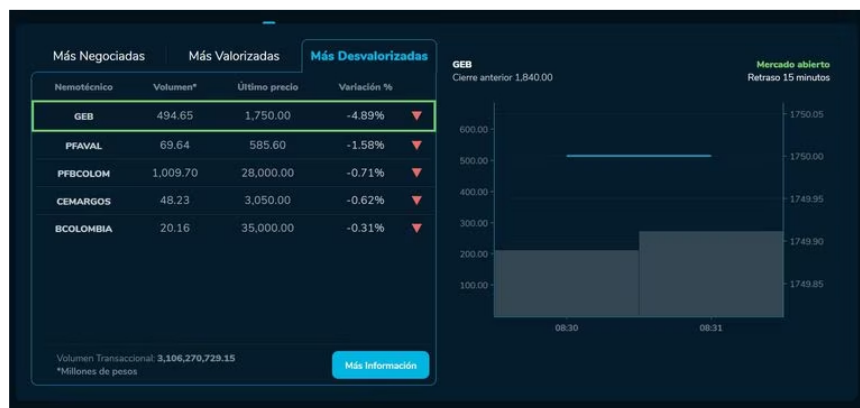 Más Negociadas Más Valorizadas Más Desvalorizadas
Nemotécnico Volumen* Último precio Variación %
GEB 494.65 1,750.00 -4.89% ▼
PFAVAL 69.64 585.60 -1.58% ▼
PFBCOLOM 1,009.70 28,000.00 -0.71% ▼
CEMARGOS 48.23 3,050.00 -0.62% ▼
BCOLOMBIA 20.16 35,000.00 -0.31% ▼
Volumen Transaccional: 3,106,270,729.15
*Millones de pesos
Más Información
GEB
Cierre anterior 1,840.00
Mercado abierto
Retraso 15 minutos
600.00
500.00
400.00
300.00
200.00
100.00
1750.05
1750.00
1749.95
1749.90
1749.85
08:30 08:31